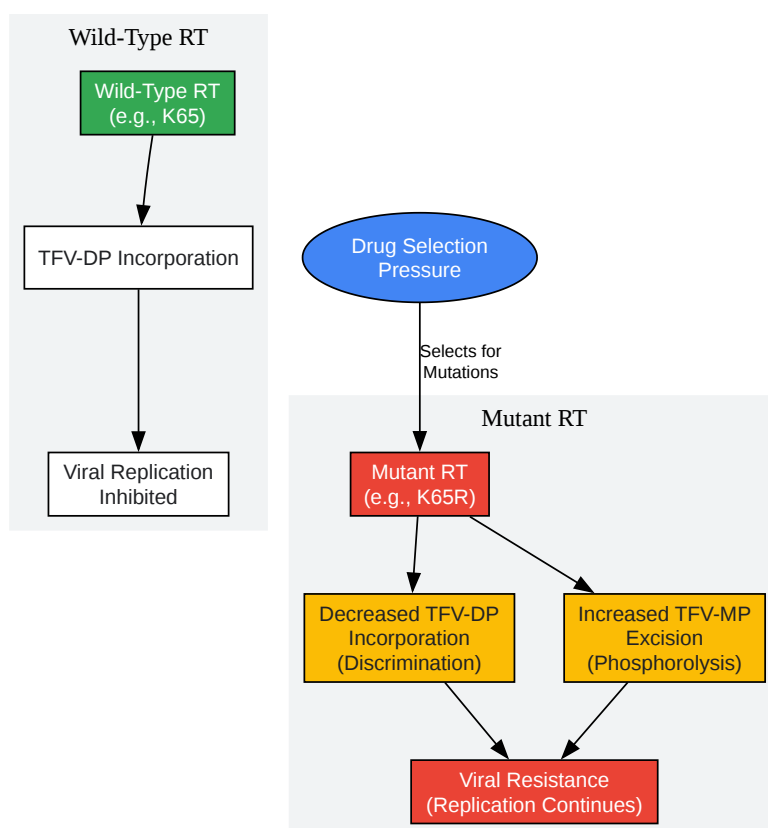 Wild-Type RT
Wild-Type RT
(e.g., K65)
TFV-DP Incorporation
Viral Replication
Inhibited
Drug Selection
Pressure
Selects for
Mutations
Mutant RT
Mutant RT
(e.g., K65R)
Decreased TFV-DP
Incorporation
(Discrimination)
Increased TFV-MP
Excision
(Phosphorolysis)
Viral Resistance
(Replication Continues)